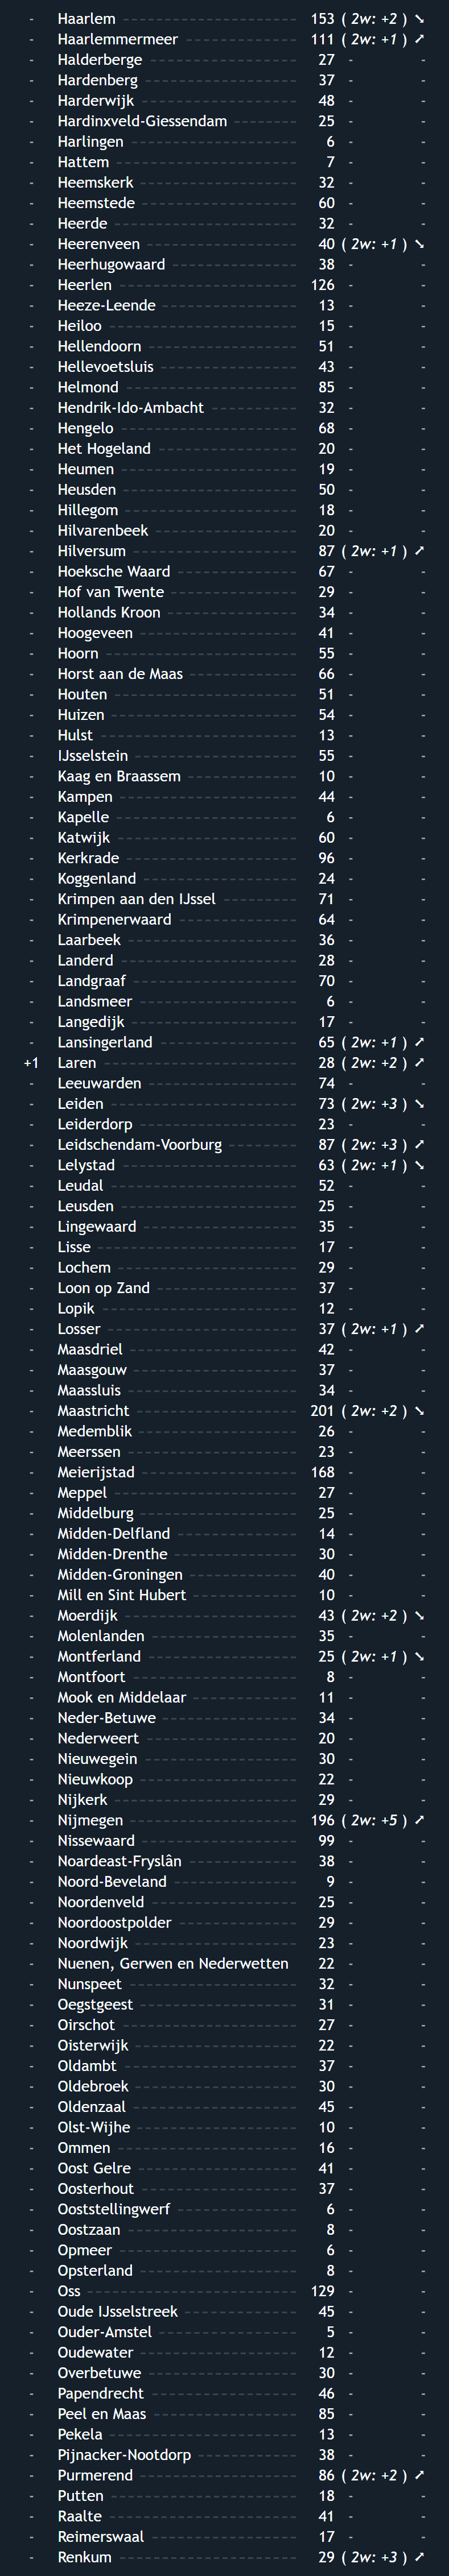 - Haarlem 153 ( 2w: +2 ) ➘
- Haarlemmermeer 111 ( 2w: +1 ) ➚
- Halderberge 27 - -
- Hardenberg 37 - -
- Harderwijk 48 - -
- Hardinxveld-Giessendam 25 - -
- Harlingen 6 - -
- Hattem 7 - -
- Heemskerk 32 - -
- Heemstede 60 - -
- Heerde 32 - -
- Heerenveen 40 ( 2w: +1 ) ➘
- Heerhugowaard 38 - -
- Heerlen 126 - -
- Heeze-Leende 13 - -
- Heiloo 15 - -
- Hellendoorn 51 - -
- Hellevoetsluis 43 - -
- Helmond 85 - -
- Hendrik-Ido-Ambacht 32 - -
- Hengelo 68 - -
- Het Hogeland 20 - -
- Heumen 19 - -
- Heusden 50 - -
- Hillegom 18 - -
- Hilvarenbeek 20 - -
- Hilversum 87 ( 2w: +1 ) ➚
- Hoeksche Waard 67 - -
- Hof van Twente 29 - -
- Hollands Kroon 34 - -
- Hoogeveen 41 - -
- Hoorn 55 - -
- Horst aan de Maas 66 - -
- Houten 51 - -
- Huizen 54 - -
- Hulst 13 - -
- IJsselstein 55 - -
- Kaag en Braassem 10 - -
- Kampen 44 - -
- Kapelle 6 - -
- Katwijk 60 - -
- Kerkrade 96 - -
- Koggenland 24 - -
- Krimpen aan den IJssel 71 - -
- Krimpenerwaard 64 - -
- Laarbeek 36 - -
- Landerd 28 - -
- Landgraaf 70 - -
- Landsmeer 6 - -
- Langedijk 17 - -
- Lansingerland 65 ( 2w: +1 ) ➚
+1 Laren 28 ( 2w: +2 ) ➚
- Leeuwarden 74 - -
- Leiden 73 ( 2w: +3 ) ➘
- Leiderdorp 23 - -
- Leidschendam-Voorburg 87 ( 2w: +3 ) ➚
- Lelystad 63 ( 2w: +1 ) ➘
- Leudal 52 - -
- Leusden 25 - -
- Lingewaard 35 - -
- Lisse 17 - -
- Lochem 29 - -
- Loon op Zand 37 - -
- Lopik 12 - -
- Losser 37 ( 2w: +1 ) ➚
- Maasdriel 42 - -
- Maasgouw 37 - -
- Maassluis 34 - -
- Maastricht 201 ( 2w: +2 ) ➘
- Medemblik 26 - -
- Meerssen 23 - -
- Meierijstad 168 - -
- Meppel 27 - -
- Middelburg 25 - -
- Midden-Delfland 14 - -
- Midden-Drenthe 30 - -
- Midden-Groningen 40 - -
- Mill en Sint Hubert 10 - -
- Moerdijk 43 ( 2w: +2 ) ➘
- Molenlanden 35 - -
- Montferland 25 ( 2w: +1 ) ➘
- Montfoort 8 - -
- Mook en Middelaar 11 - -
- Neder-Betuwe 34 - -
- Nederweert 20 - -
- Nieuwegein 30 - -
- Nieuwkoop 22 - -
- Nijkerk 29 - -
- Nijmegen 196 ( 2w: +5 ) ➚
- Nissewaard 99 - -
- Noardeast-Fryslân 38 - -
- Noord-Beveland 9 - -
- Noordenveld 25 - -
- Noordoostpolder 29 - -
- Noordwijk 23 - -
- Nuenen, Gerwen en Nederwetten 22 - -
- Nunspeet 32 - -
- Oegstgeest 31 - -
- Oirschot 27 - -
- Oisterwijk 22 - -
- Oldambt 37 - -
- Oldebroek 30 - -
- Oldenzaal 45 - -
- Olst-Wijhe 10 - -
- Ommen 16 - -
- Oost Gelre 41 - -
- Oosterhout 37 - -
- Ooststellingwerf 6 - -
- Oostzaan 8 - -
- Opmeer 6 - -
- Opsterland 8 - -
- Oss 129 - -
- Oude IJsselstreek 45 - -
- Ouder-Amstel 5 - -
- Oudewater 12 - -
- Overbetuwe 30 - -
- Papendrecht 46 - -
- Peel en Maas 85 - -
- Pekela 13 - -
- Pijnacker-Nootdorp 38 - -
- Purmerend 86 ( 2w: +2 ) ➚
- Putten 18 - -
- Raalte 41 - -
- Reimerswaal 17 - -
- Renkum 29 ( 2w: +3 ) ➚